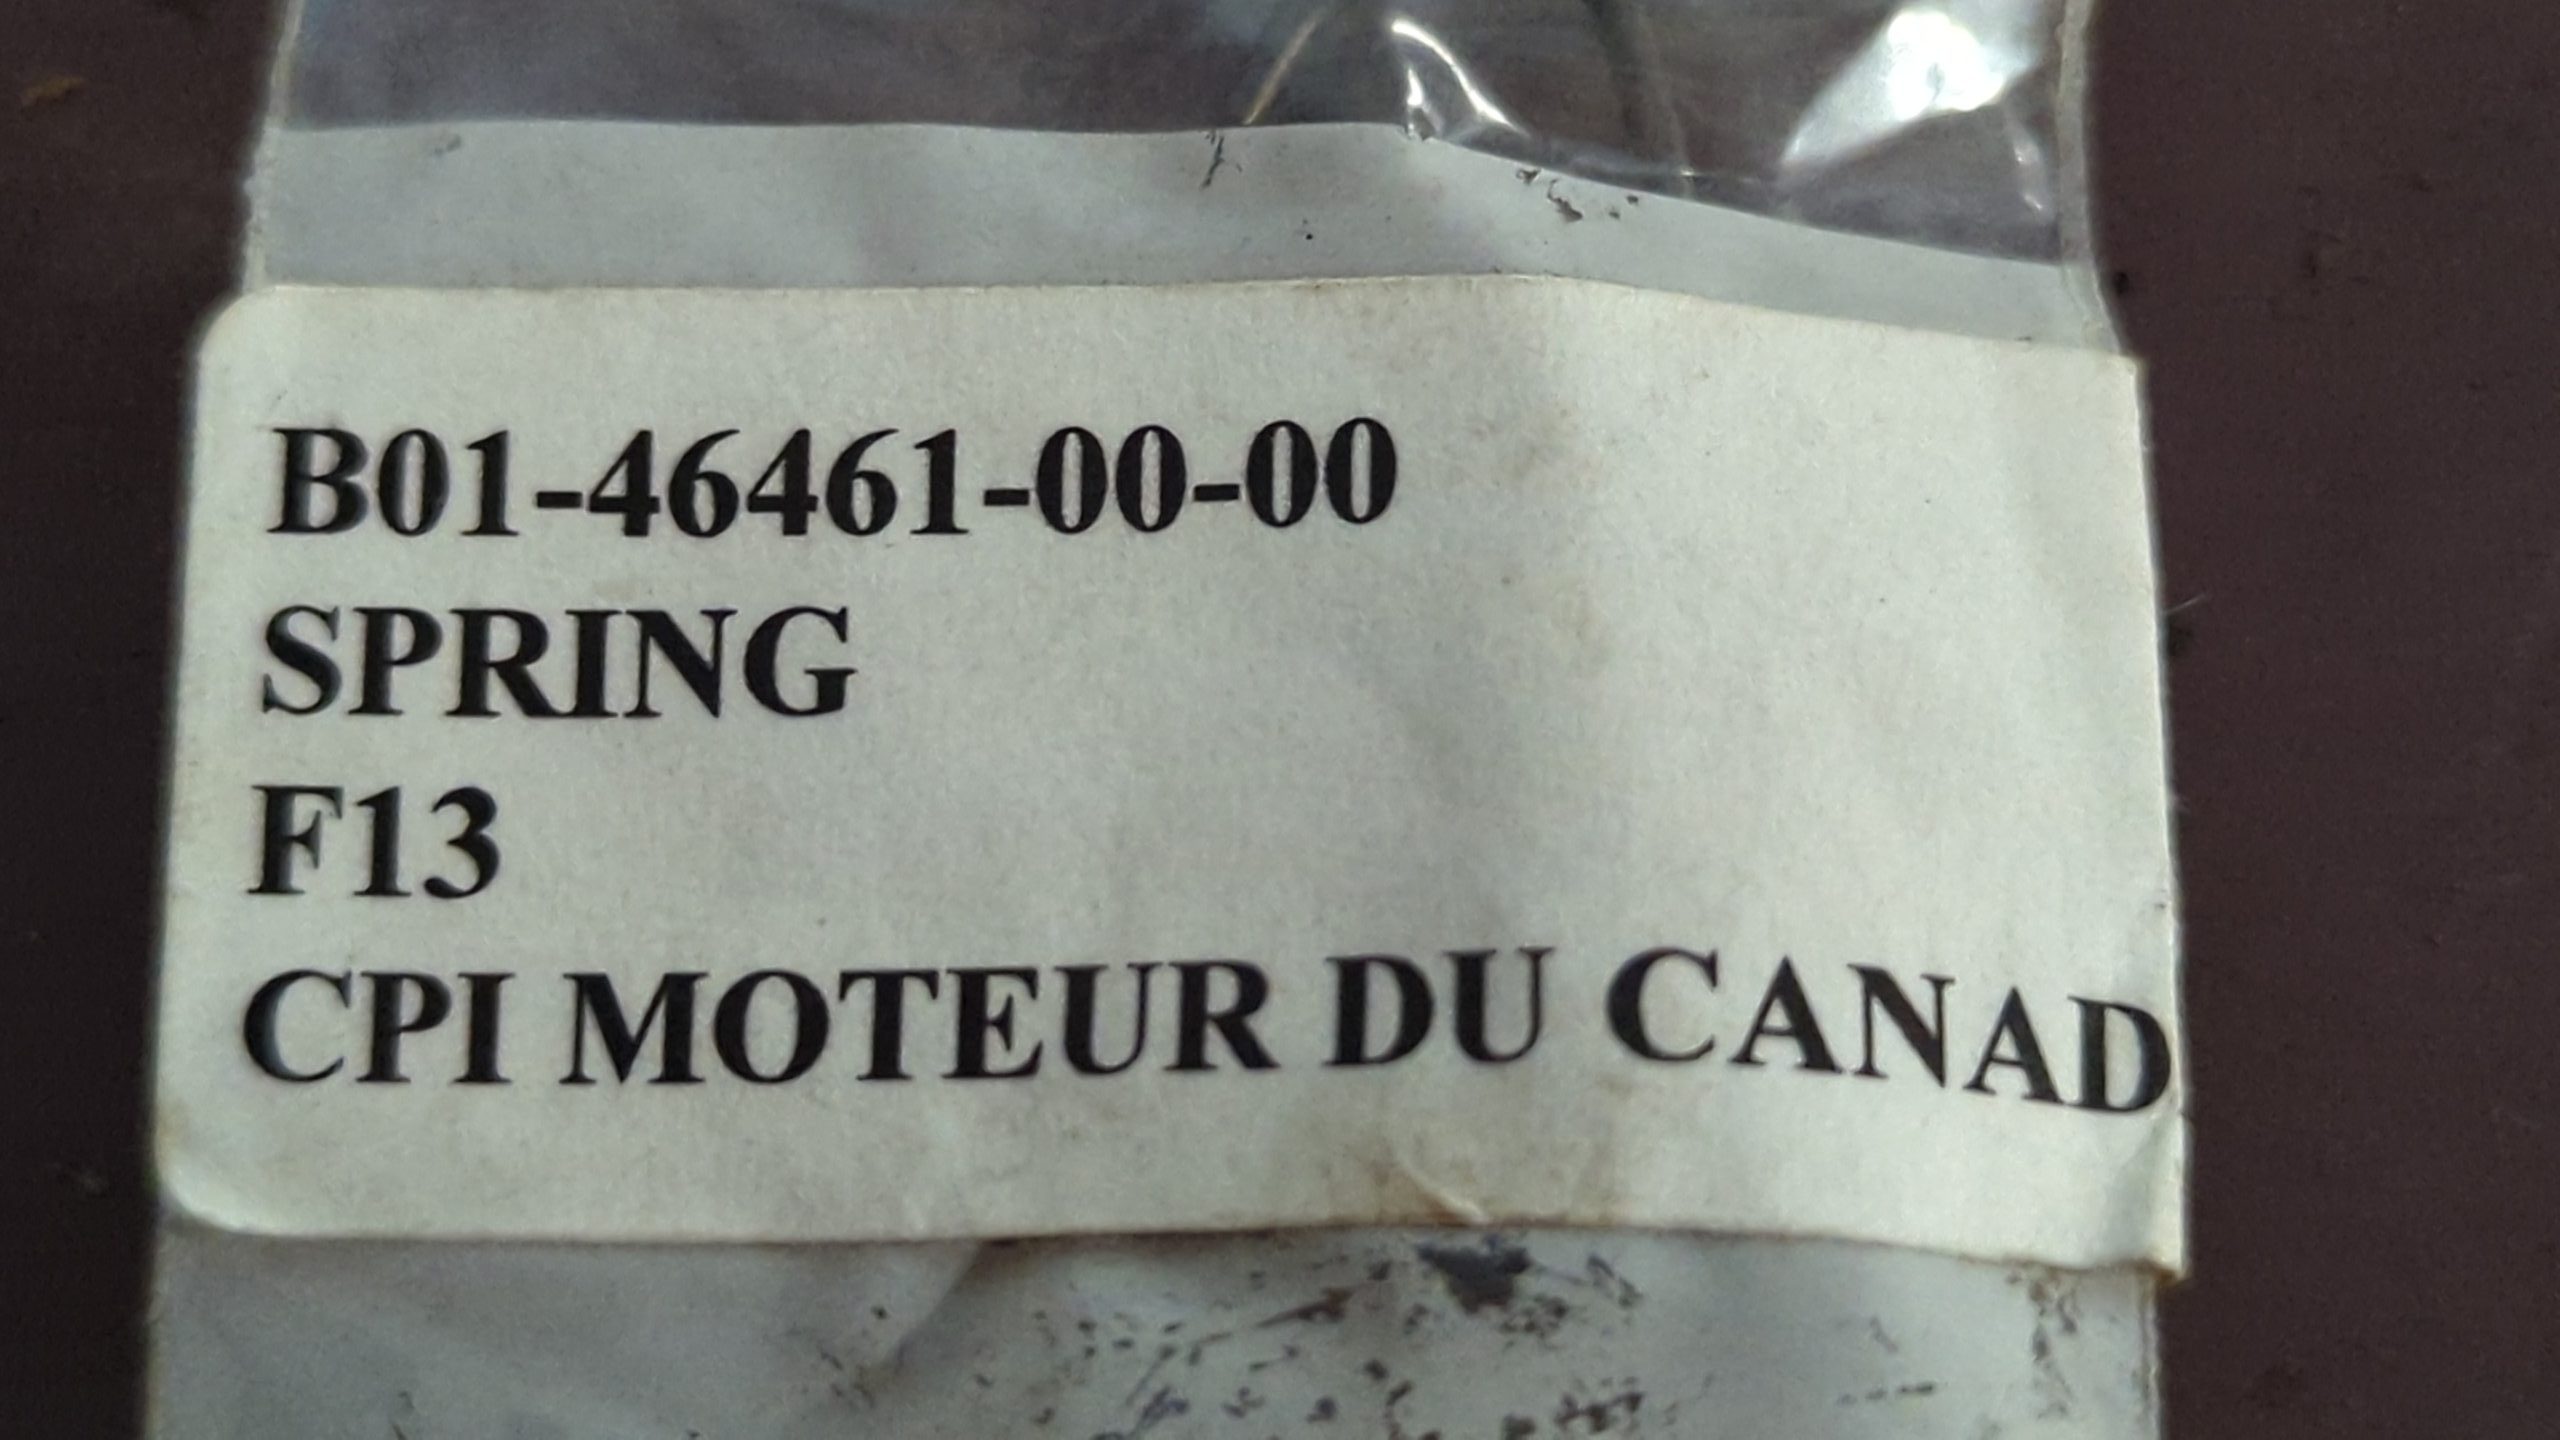 B01-46461-00-00
SPRING
F13
CPI MOTEUR DU CANAD